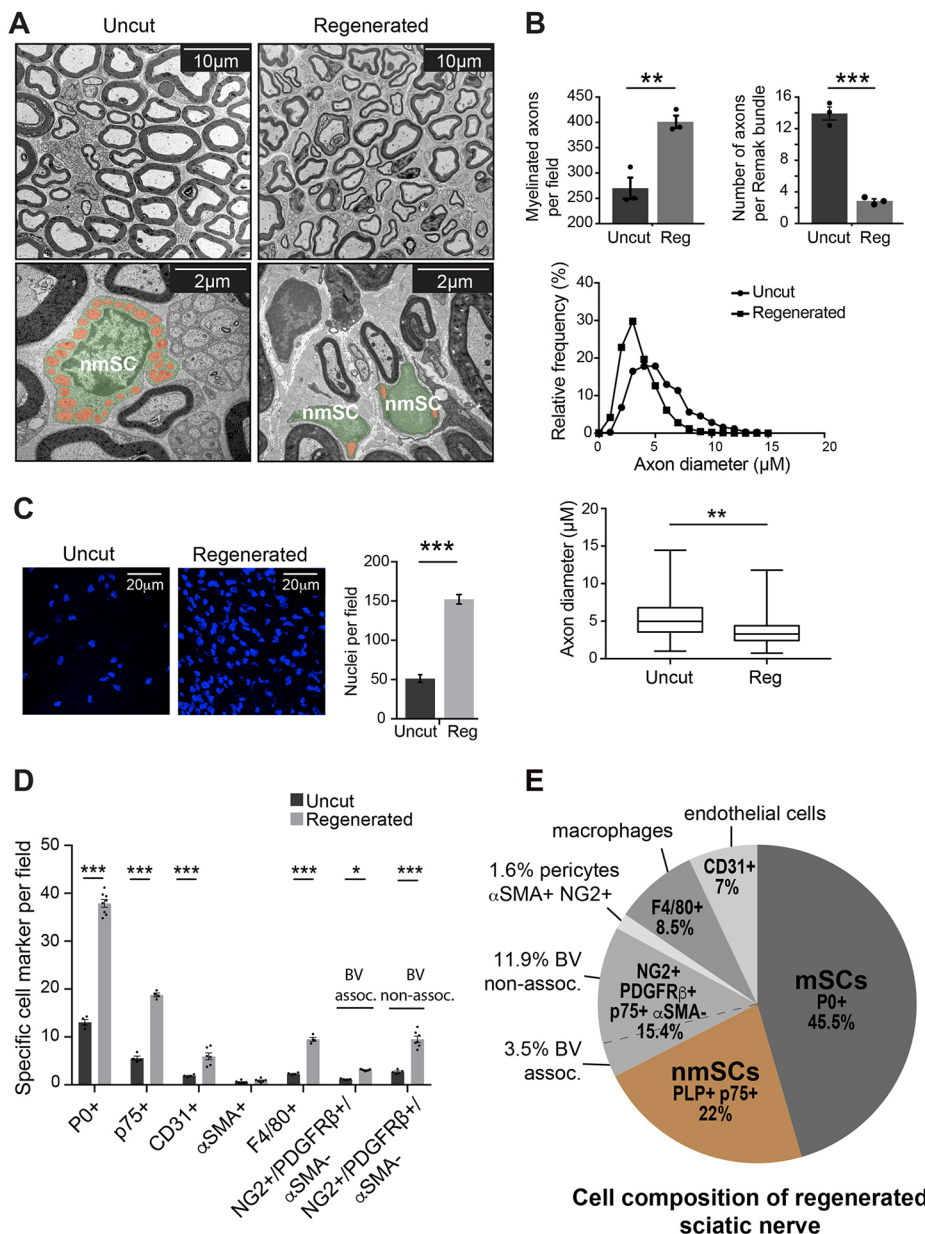 A
Uncut
Regenerated
10µm
10µm
2µm
2µm
nmSC
nmSC
nmSC
B
Myelinated axons
per field
450
400
350
300
250
200
**
Uncut
Reg
Number of axons
per Remak bundle
16
12
8
4
0
***
Uncut
Reg
Relative frequency (%)
40
30
20
10
0
Uncut
Regenerated
0
5
10
15
20
Axon diameter (µM)
Axon diameter (µM)
20
15
10
5
0
**
Uncut
Reg
C
Uncut
Regenerated
20µm
20µm
Nuclei per field
200
150
100
50
0
***
Uncut
Reg
D
Uncut
Regenerated
Specific cell marker per field
50
40
30
20
10
0
***
***
***
***
*
***
BV
assoc.
BV
non-assoc.
P0+
p75+
CD31+
αSMA+
F4/80+
NG2+/PDGFRβ+/
αSMA-
NG2+/PDGFRβ+/
αSMA-
E
endothelial cells
macrophages
1.6% pericytes
αSMA+ NG2+
11.9% BV
non-assoc.
3.5% BV
assoc.
CD31+
7%
F4/80+
8.5%
NG2+
PDGFRβ+
p75+ αSMA-
15.4%
mSCs
P0+
45.5%
nmSCs
PLP+ p75+
22%
Cell composition of regenerated
sciatic nerve